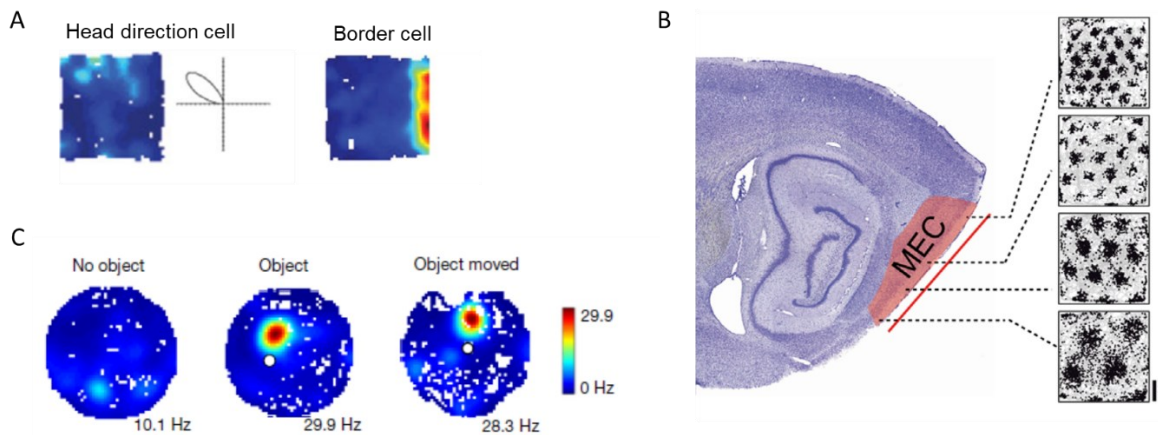 A
Head direction cell
Border cell
B
MEC
C
No object
Object
Object moved
29.9
0 Hz
10.1 Hz
29.9 Hz
28.3 Hz